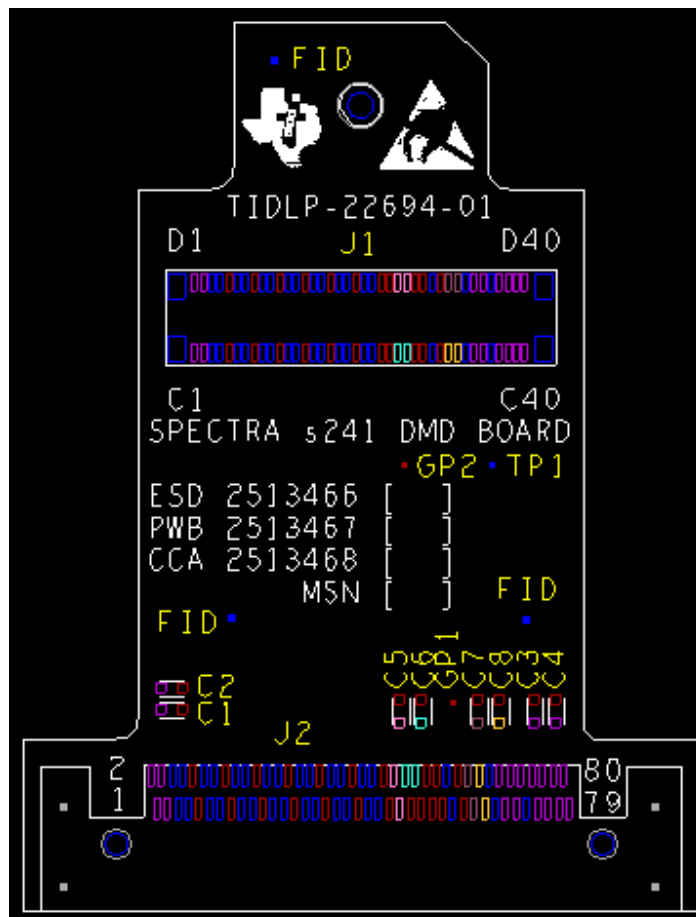 FID
TIDLP-22694-01
D1 J1 D40
C1 C40
SPECTRA s241 DMD BOARD
GP2 TP1
ESD 2513466 [ ]
PWB 2513467 [ ]
CCA 2513468 [ ]
MSN [ ]
FID
FID
C5 C6 GP1 C7 C8 C3 C4
C2
C1
J2
2 80
1 79